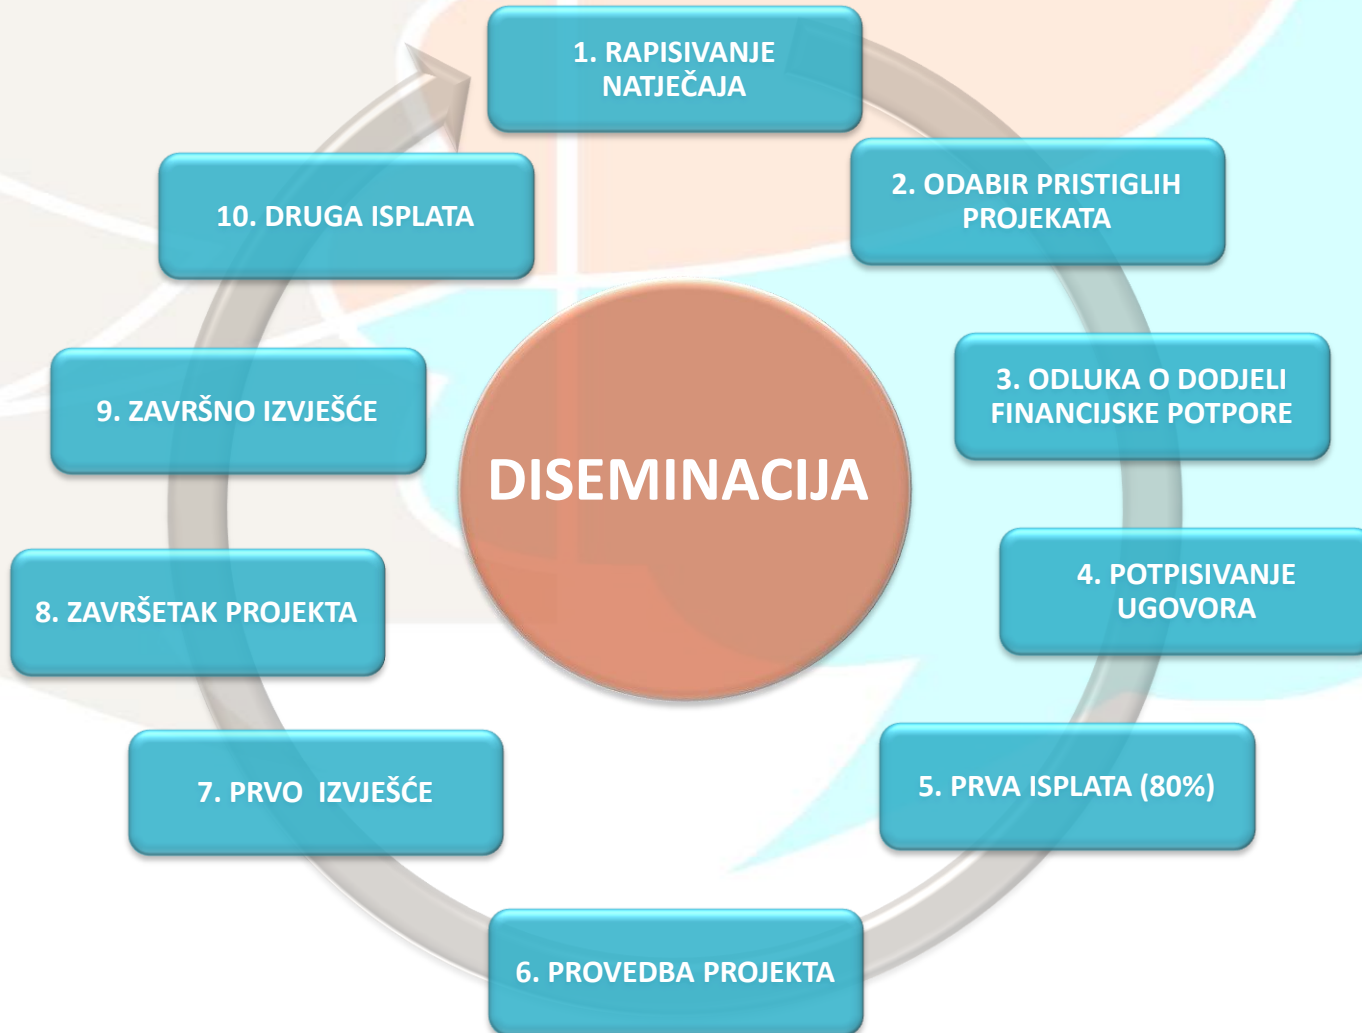 1. RAPISIVANJE
NATJEČAJA
2. ODABIR PRISTIGLIH
PROJEKATA
3. ODLUKA O DODJELI
FINANCIJSKE POTPORE
4. POTPISIVANJE
UGOVORA
5. PRVA ISPLATA (80%)
6. PROVEDBA PROJEKTA
7. PRVO  IZVJEŠĆE
8. ZAVRŠETAK PROJEKTA
9. ZAVRŠNO IZVJEŠĆE
10. DRUGA ISPLATA
DISEMINACIJA